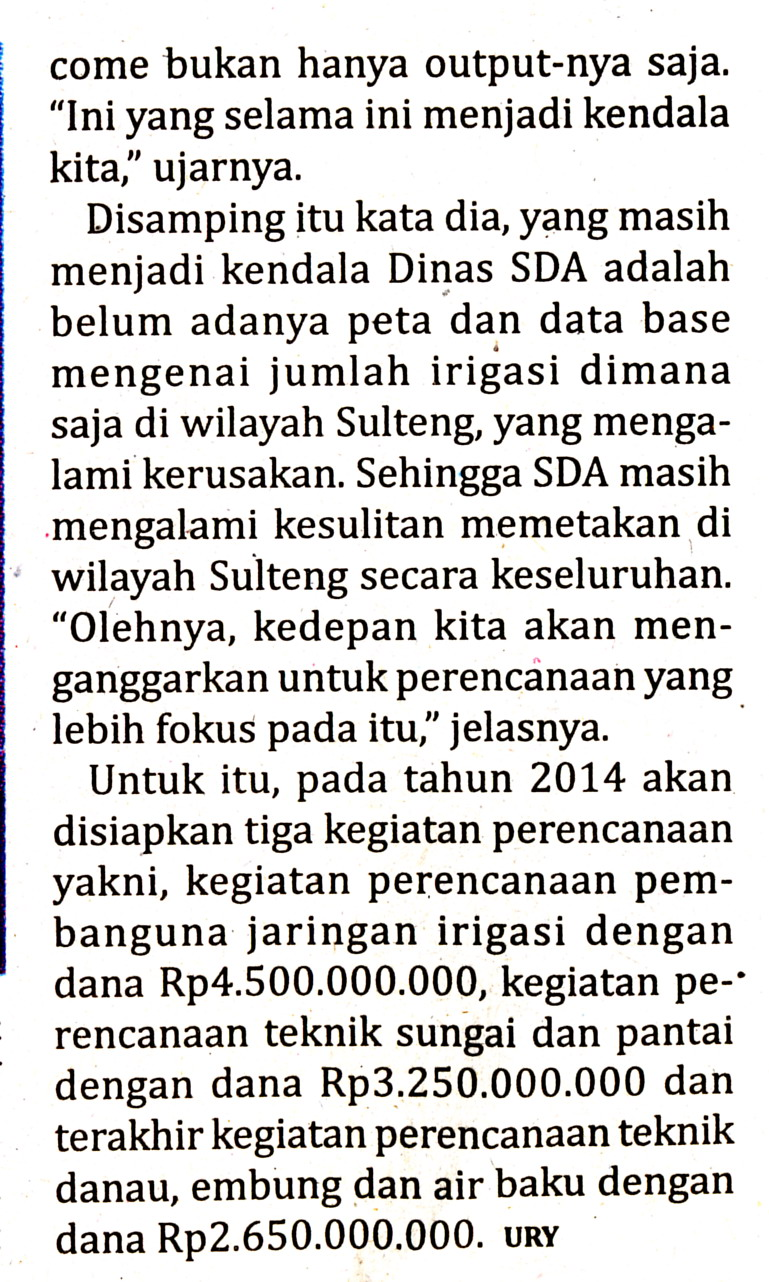 come bukan hanya output-nya saja.
“Ini yang selama ini menjadi kendala
kita,” ujarnya.
Disamping itu kata dia, yang masih
menjadi kendala Dinas SDA adalah
belum adanya peta dan data base
mengenai jumlah irigasi dimana
saja di wilayah Sulteng, yang menga-
lami kerusakan. Sehingga SDA masih
mengalami kesulitan memetakan di
wilayah Sulteng secara keseluruhan.
“Olehnya, kedepan kita akan men-
ganggarkan untuk perencanaan yang
lebih fokus pada itu,” jelasnya.
Untuk itu, pada tahun 2014 akan
disiapkan tiga kegiatan perencanaan
yakni, kegiatan perencanaan pem-
banguna jaringan irigasi dengan
dana Rp4.500.000.000, kegiatan pe-
rencanaan teknik sungai dan pantai
dengan dana Rp3.250.000.000 dan
terakhir kegiatan perencanaan teknik
danau, embung dan air baku dengan
dana Rp2.650.000.000. URY